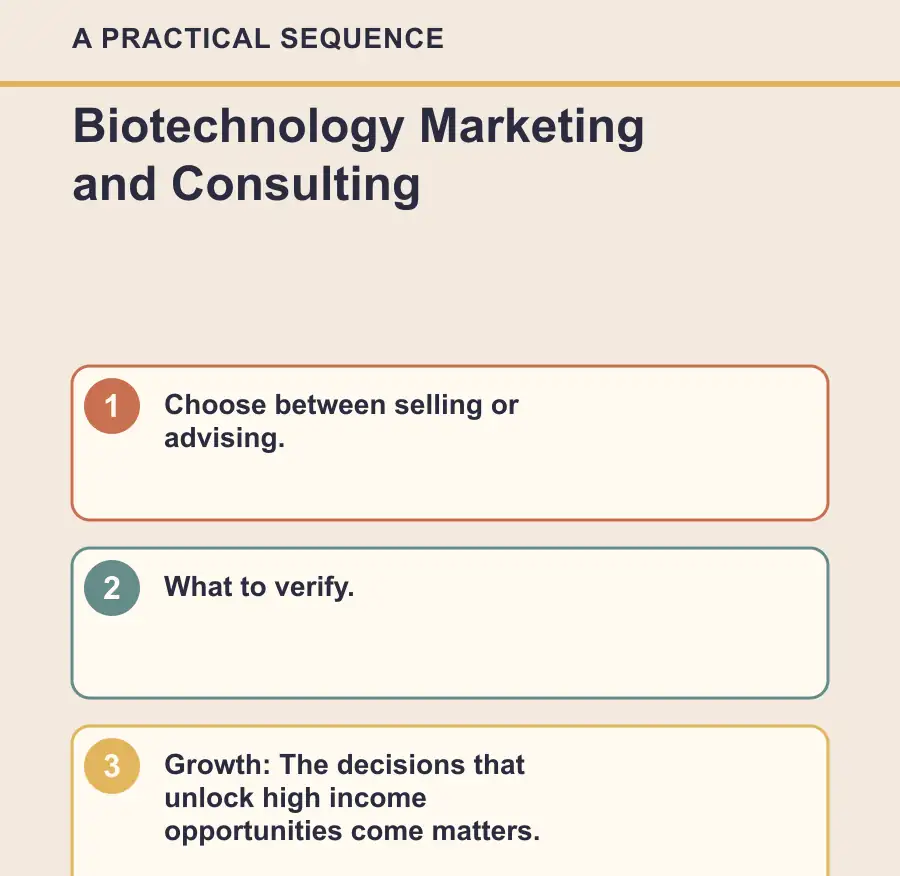 A PRACTICAL SEQUENCE
Biotechnology Marketing
and Consulting
1
Choose between selling or
advising.
2
What to verify.
3
Growth: The decisions that
unlock high income
opportunities come matters.